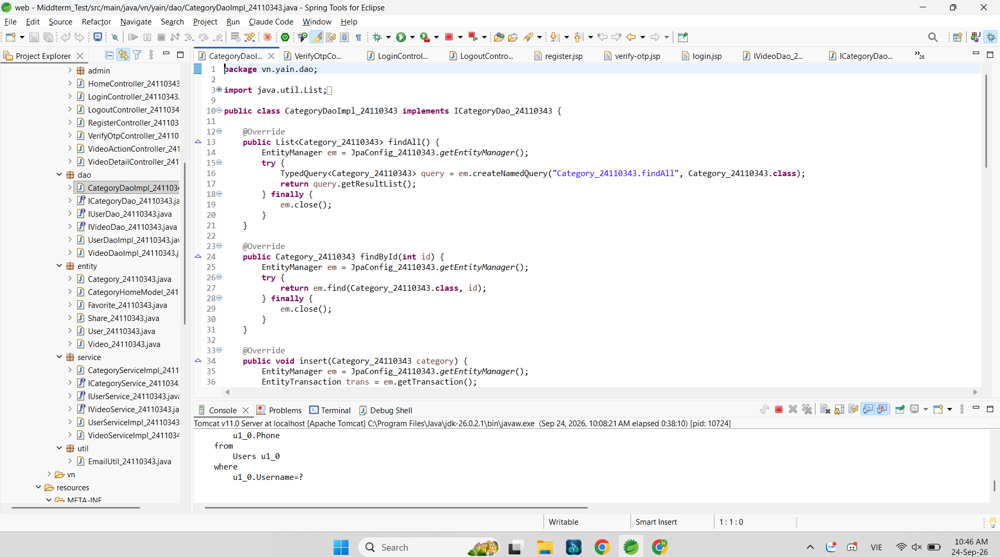 web - Middterm_Test/src/main/java/vn/yain/dao/CategoryDaoImpl_24110343.java - Spring Tools for Eclipse
File Edit Source Refactor Navigate Search Project Run Claude Code Window Help
Project Explorer
admin
HomeController_24110343
LoginController_24110343.
LogoutController_2411034
RegisterController_241103
VerifyOtpController_24110
VideoActionController_241
VideoDetailController_241
dao
CategoryDaoImpl_2411034
ICategoryDao_24110343.ja
IUserDao_24110343.java
IVideoDao_24110343.java
UserDaoImpl_24110343.jav
VideoDaoImpl_24110343.j
entity
Category_24110343.java
CategoryHomeModel_241
Favorite_24110343.java
Share_24110343.java
User_24110343.java
Video_24110343.java
service
CategoryServiceImpl_2411
ICategoryService_2411034
IUserService_24110343.java
IVideoService_24110343.ja
UserServiceImpl_24110343
VideoServiceImpl_2411034
util
EmailUtil_24110343.java
vn
resources
META-INF
CategoryDaoI... VerifyOtpCo... LoginControl... LogoutContro... register.jsp verify-otp.jsp login.jsp IVideoDao_2... ICategoryDao... 26
1 package vn.yain.dao;
2
3 import java.util.List;
9
10 public class CategoryDaoImpl_24110343 implements ICategoryDao_24110343 {
11
12 @Override
13 public List<Category_24110343> findAll() {
14 EntityManager em = JpaConfig_24110343.getEntityManager();
15 try {
16 TypedQuery<Category_24110343> query = em.createNamedQuery("Category_24110343.findAll", Category_24110343.class);
17 return query.getResultList();
18 } finally {
19 em.close();
20 }
21 }
22
23 @Override
24 public Category_24110343 findById(int id) {
25 EntityManager em = JpaConfig_24110343.getEntityManager();
26 try {
27 return em.find(Category_24110343.class, id);
28 } finally {
29 em.close();
30 }
31 }
32
33 @Override
34 public void insert(Category_24110343 category) {
35 EntityManager em = JpaConfig_24110343.getEntityManager();
36 EntityTransaction trans = em.getTransaction();
Console Problems Terminal Debug Shell
Tomcat v11.0 Server at localhost [Apache Tomcat] C:\Program Files\Java\jdk-26.0.2.1\bin\javaw.exe (Sep 24, 2026, 10:08:21 AM elapsed 0:38:10) [pid: 10724]
u1_0.Phone
from
Users u1_0
where
u1_0.Username=?
Writable Smart Insert 1 : 1 : 0
Search
Zalo
N
VIE
10:46 AM
24-Sep-26